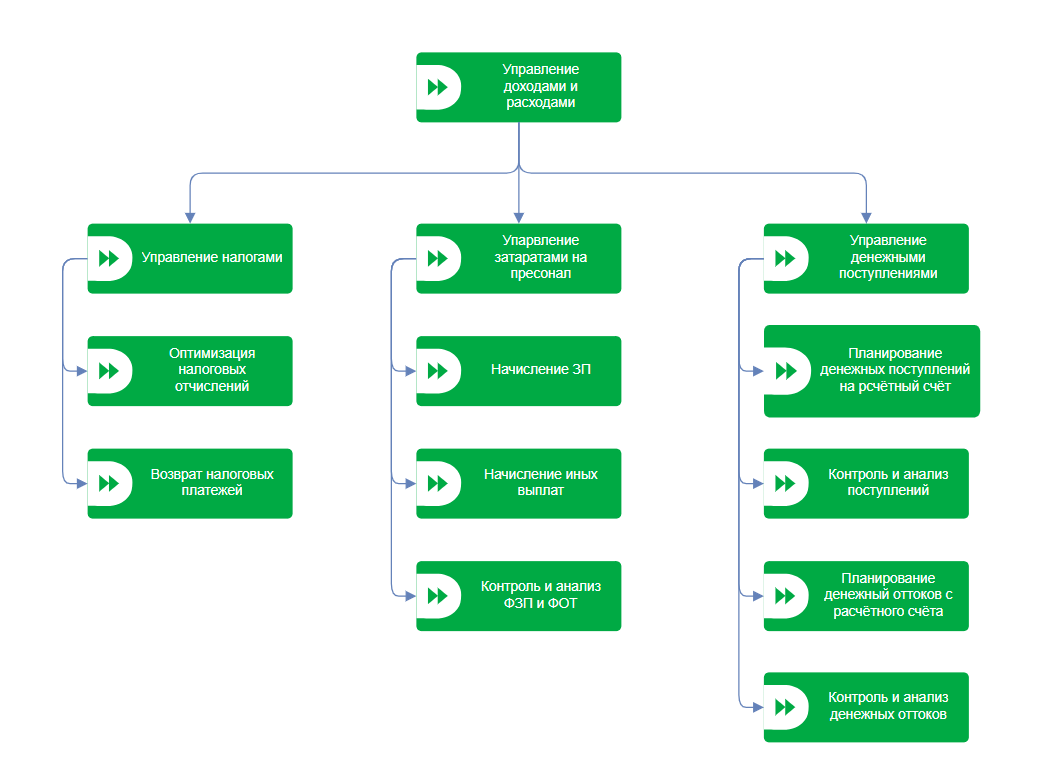 Управление
доходами и
расходами
Управление налогами
Упарвление
затаратами на
пресонал
Управление
денежными
поступлениями
Оптимизация
налоговых
отчислений
Начисление ЗП
Планирование
денежных поступлений
на рсчётный счёт
Возврат налоговых
платежей
Начисление иных
выплат
Контроль и анализ
поступлений
Контроль и анализ
ФЗП и ФОТ
Планирование
денежный оттоков с
расчётного счёта
Контроль и анализ
денежных оттоков